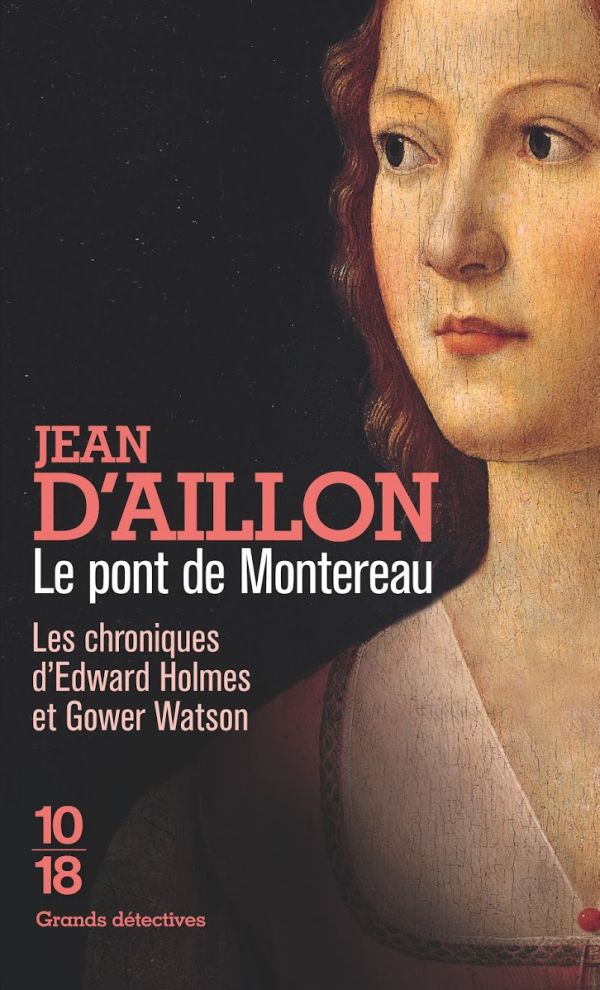 JEAN
D'AILLON
Le pont de Montereau
Les chroniques
d'Edward Holmes
et Gower Watson
10
18
Grands détectives